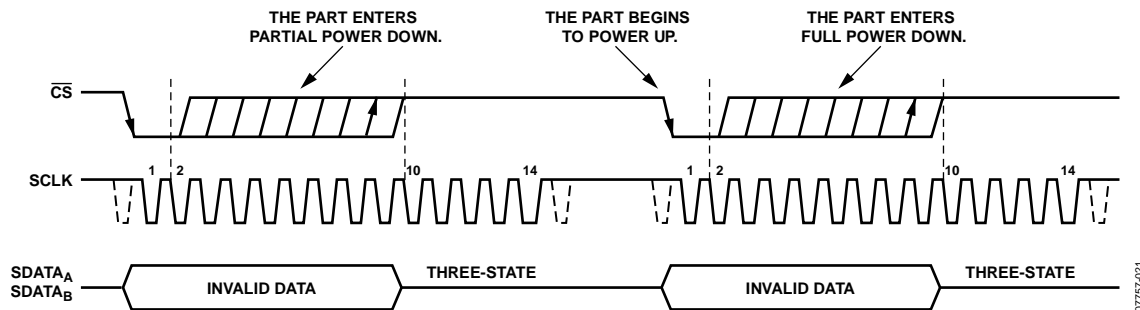 THE PART ENTERS
PARTIAL POWER DOWN.
THE PART BEGINS
TO POWER UP.
THE PART ENTERS
FULL POWER DOWN.
CS
SCLK
1 2 10 14 1 2 10 14
SDATAA
SDATAB
INVALID DATA THREE-STATE INVALID DATA THREE-STATE
07757-021